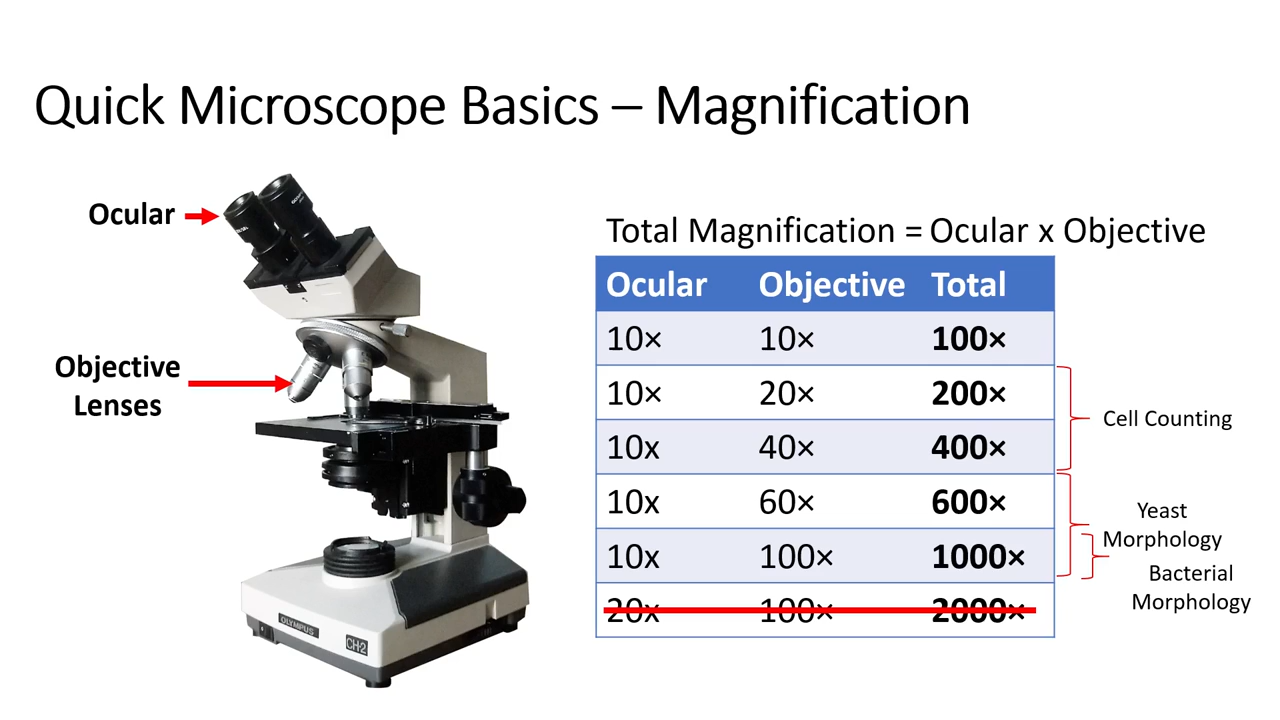 Quick Microscope Basics – Magnification
Ocular
Objective
Lenses
OLYMPUS
CH-2
Total Magnification = Ocular x Objective
Ocular Objective Total
10× 10× 100×
10× 20× 200×
10x 40× 400×
10x 60× 600×
10x 100× 1000×
20x 100× 2000×
Cell Counting
Yeast
Morphology
Bacterial
Morphology